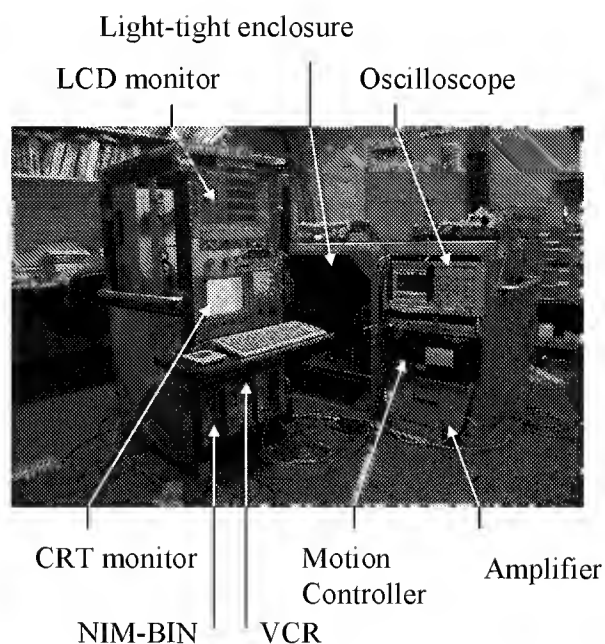 Light-tight enclosure
LCD monitor
Oscilloscope
CRT monitor
Motion
Controller
Amplifier
NIM-BIN
VCR